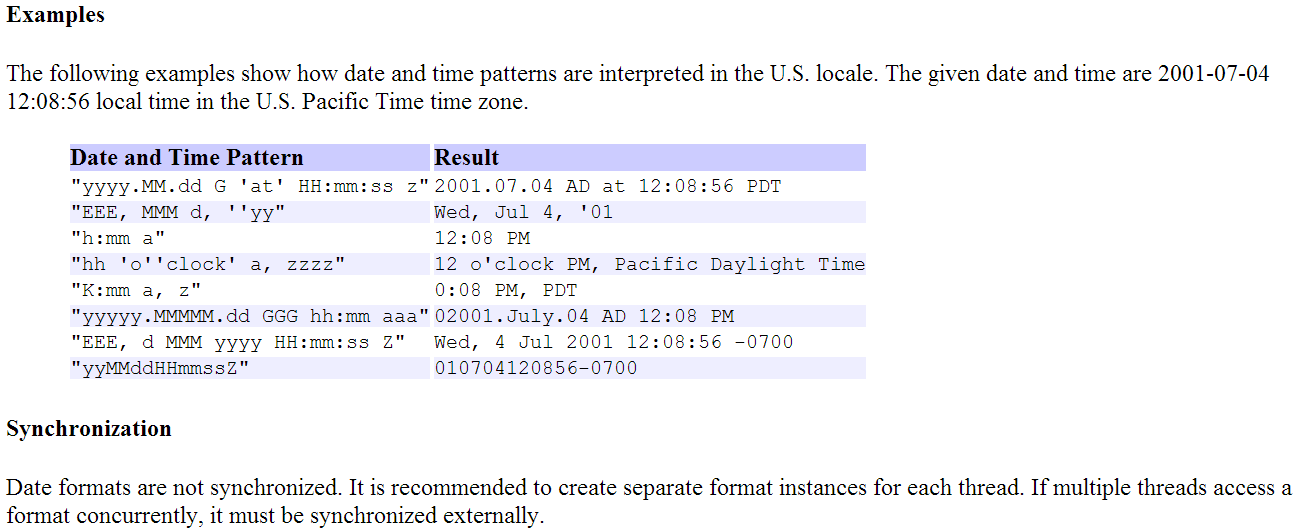 Examples
The following examples show how date and time patterns are interpreted in the U.S. locale. The given date and time are 2001-07-04
12:08:56 local time in the U.S. Pacific Time time zone.
Date and Time Pattern Result
"yyyy.MM.dd G 'at' HH:mm:ss z" 2001.07.04 AD at 12:08:56 PDT
"EEE, MMM d, ''yy" Wed, Jul 4, '01
"h:mm a" 12:08 PM
"hh 'o''clock' a, zzzz" 12 o'clock PM, Pacific Daylight Time
"K:mm a, z" 0:08 PM, PDT
"yyyyy.MMMMM.dd GGG hh:mm aaa" 02001.July.04 AD 12:08 PM
"EEE, d MMM yyyy HH:mm:ss Z" Wed, 4 Jul 2001 12:08:56 -0700
"yyMMddHHmmssZ" 010704120856-0700
Synchronization
Date formats are not synchronized. It is recommended to create separate format instances for each thread. If multiple threads access a
format concurrently, it must be synchronized externally.